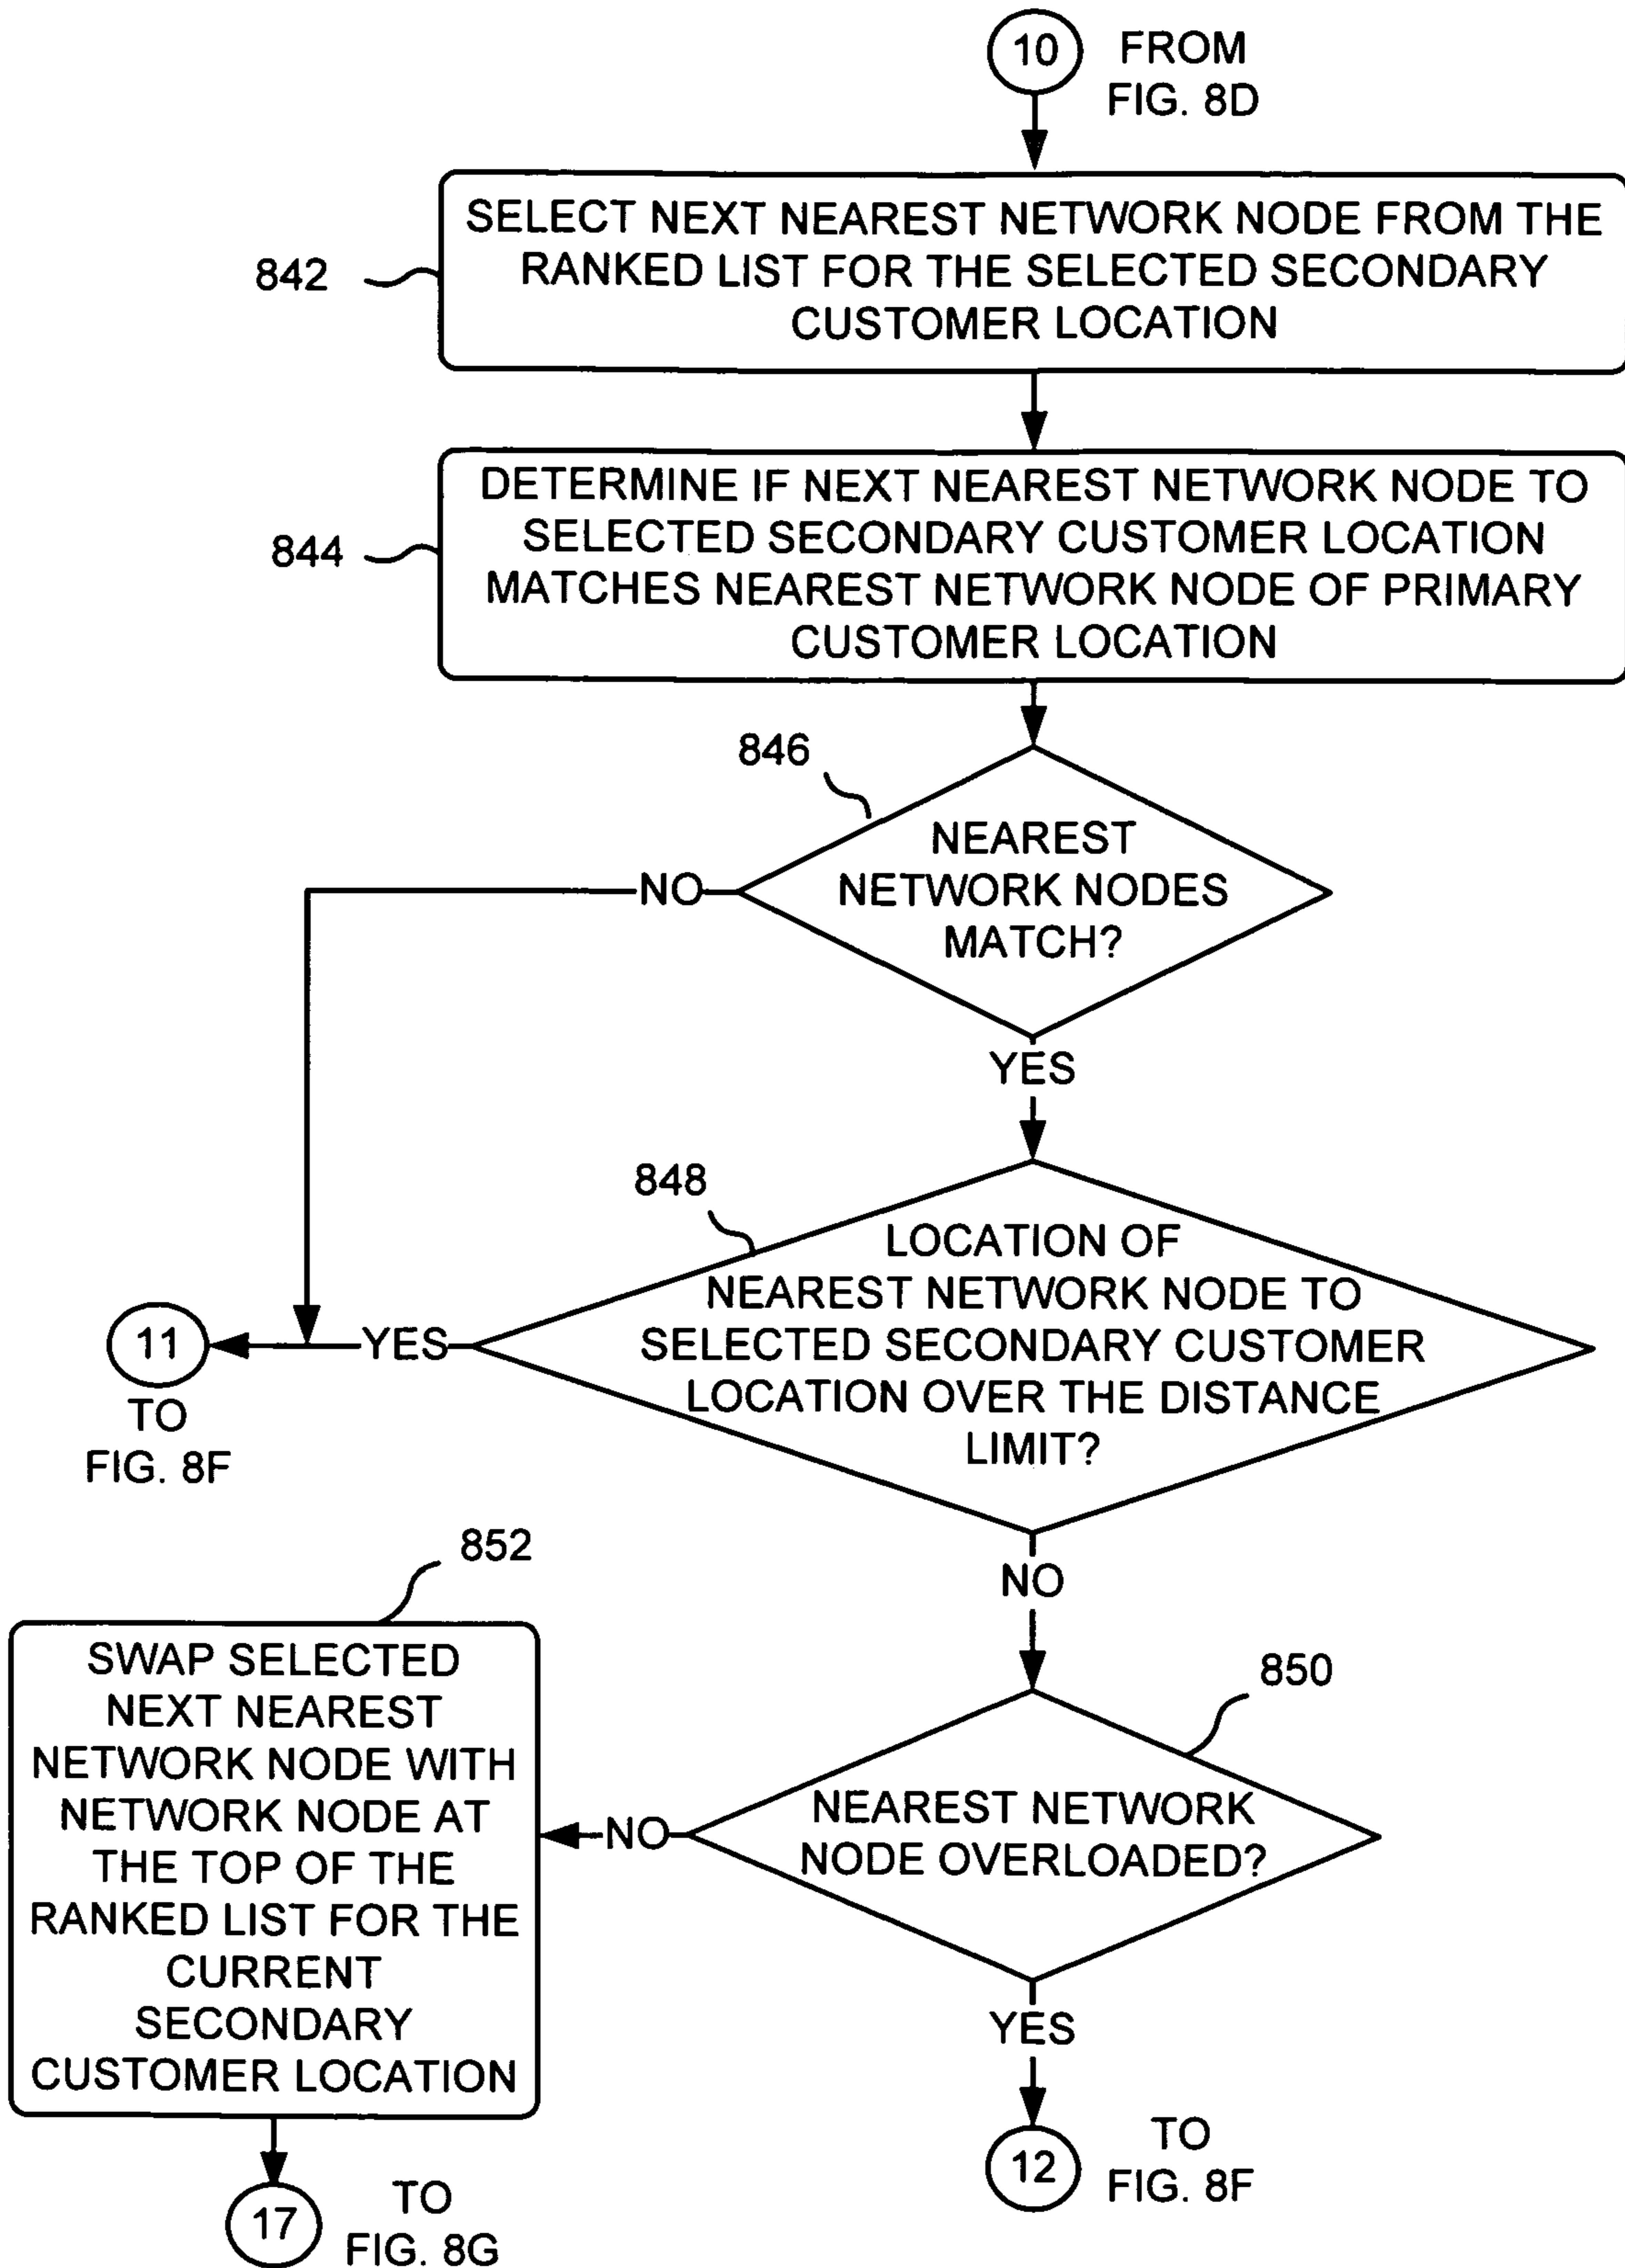 10
FROM
FIG. 8D
842
SELECT NEXT NEAREST NETWORK NODE FROM THE
RANKED LIST FOR THE SELECTED SECONDARY
CUSTOMER LOCATION
844
DETERMINE IF NEXT NEAREST NETWORK NODE TO
SELECTED SECONDARY CUSTOMER LOCATION
MATCHES NEAREST NETWORK NODE OF PRIMARY
CUSTOMER LOCATION
846
NEAREST
NETWORK NODES
MATCH?
NO
YES
848
LOCATION OF
NEAREST NETWORK NODE TO
SELECTED SECONDARY CUSTOMER
LOCATION OVER THE DISTANCE
LIMIT?
YES
11
TO
FIG. 8F
NO
850
NEAREST NETWORK
NODE OVERLOADED?
NO
852
SWAP SELECTED
NEXT NEAREST
NETWORK NODE WITH
NETWORK NODE AT
THE TOP OF THE
RANKED LIST FOR THE
CURRENT
SECONDARY
CUSTOMER LOCATION
YES
12
TO
FIG. 8F
17
TO
FIG. 8G